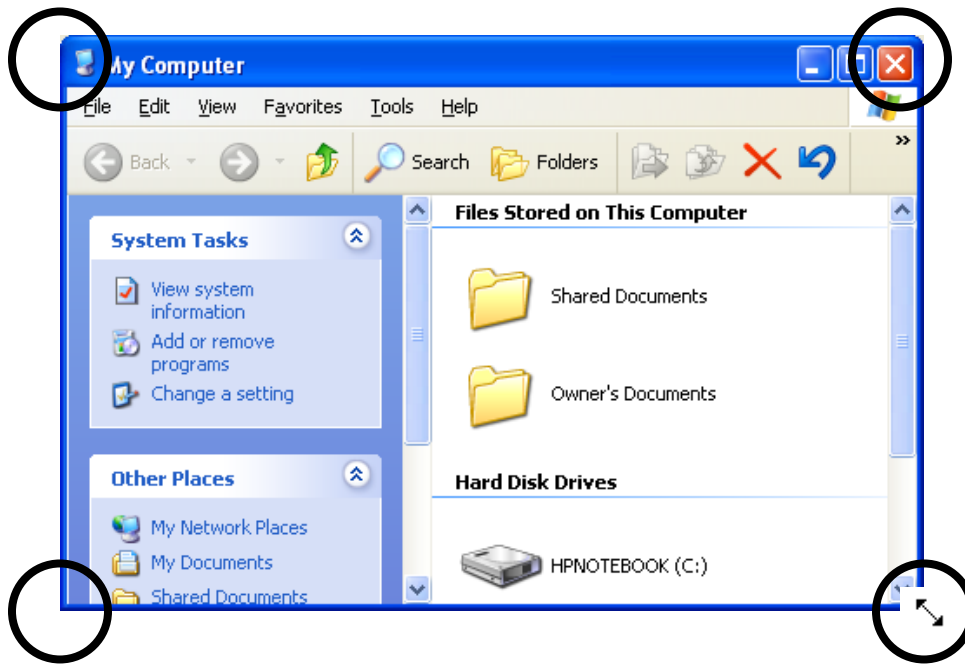 My Computer
File Edit View Favorites Tools Help
Back Search Folders »
System Tasks
View system
information
Add or remove
programs
Change a setting
Other Places
My Network Places
My Documents
Shared Documents
Files Stored on This Computer
Shared Documents
Owner's Documents
Hard Disk Drives
HPNOTEBOOK (C:)